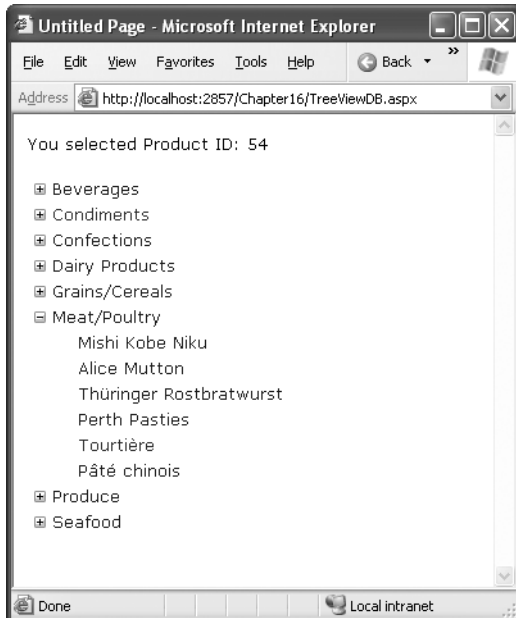 Untitled Page - Microsoft Internet Explorer
File Edit View Favorites Tools Help Back »
Address http://localhost:2857/Chapter16/TreeViewDB.aspx
You selected Product ID: 54
Beverages
Condiments
Confections
Dairy Products
Grains/Cereals
Meat/Poultry
Mishi Kobe Niku
Alice Mutton
Thüringer Rostbratwurst
Perth Pasties
Tourtière
Pâté chinois
Produce
Seafood
Done Local intranet